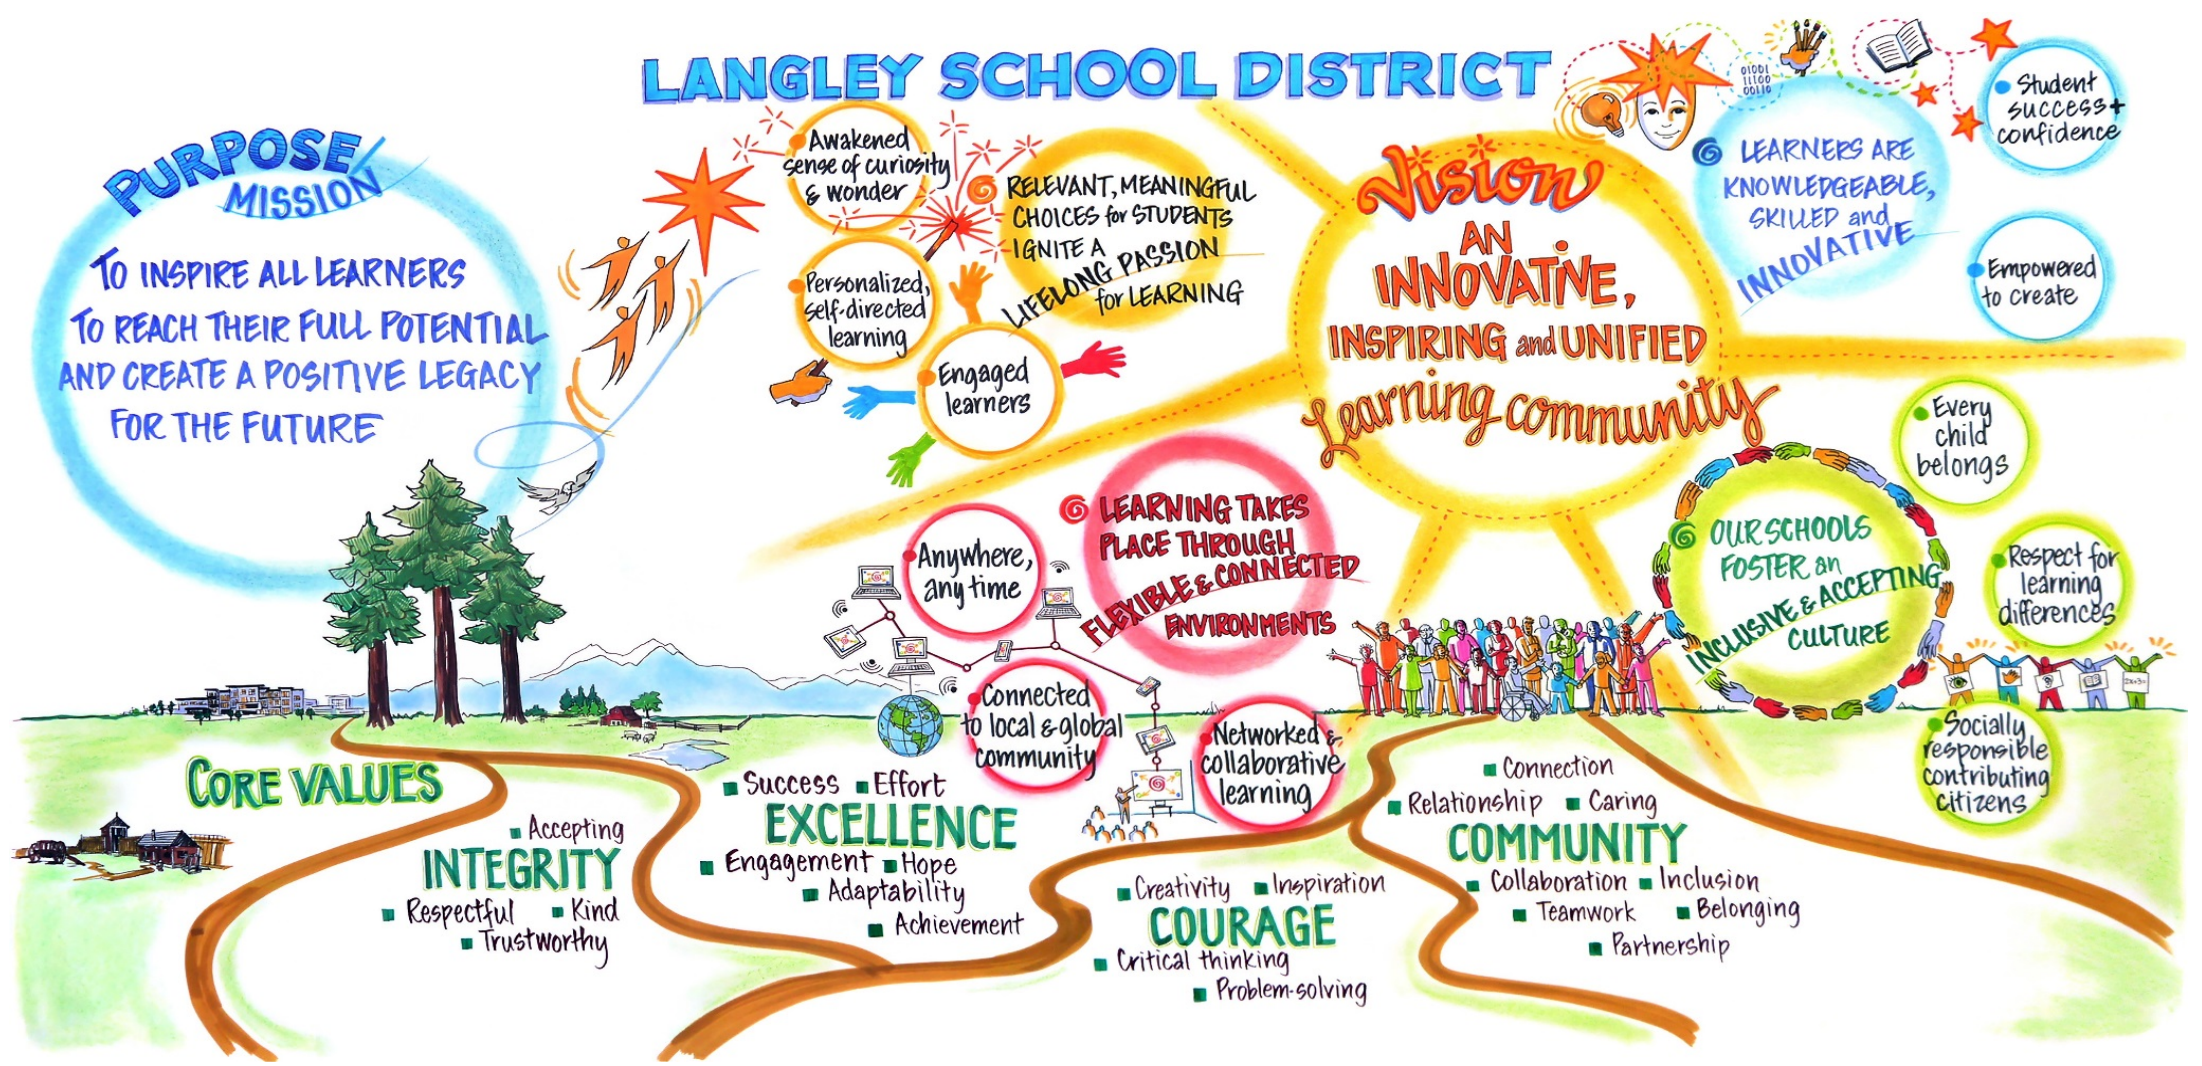 LANGLEY SCHOOL DISTRICT
PURPOSE/
MISSION
TO INSPIRE ALL LEARNERS
TO REACH THEIR FULL POTENTIAL
AND CREATE A POSITIVE LEGACY
FOR THE FUTURE
Awakened
sense of curiosity
& wonder
Personalized,
self-directed
learning
Engaged
learners
RELEVANT, MEANINGFUL
CHOICES for STUDENTS
IGNITE A
LIFELONG PASSION
for LEARNING
Vision
AN
INNOVATIVE,
INSPIRING and UNIFIED
Learning community
01001
11100
00110
LEARNERS ARE
KNOWLEDGEABLE,
SKILLED and
INNOVATIVE
Student
success +
confidence
Empowered
to create
Anywhere,
any time
Connected
to local & global
community
Networked &
collaborative
learning
LEARNING TAKES
PLACE THROUGH
FLEXIBLE & CONNECTED
ENVIRONMENTS
OUR SCHOOLS
FOSTER an
INCLUSIVE & ACCEPTING
CULTURE
Every
child
belongs
Respect for
learning
differences
Socially
responsible
contributing
citizens
CORE VALUES
Accepting
INTEGRITY
Respectful Kind
Trustworthy
Success Effort
EXCELLENCE
Engagement Hope
Adaptability
Achievement
Creativity Inspiration
COURAGE
Critical thinking
Problem-solving
Connection
Relationship Caring
COMMUNITY
Collaboration Inclusion
Teamwork Belonging
Partnership